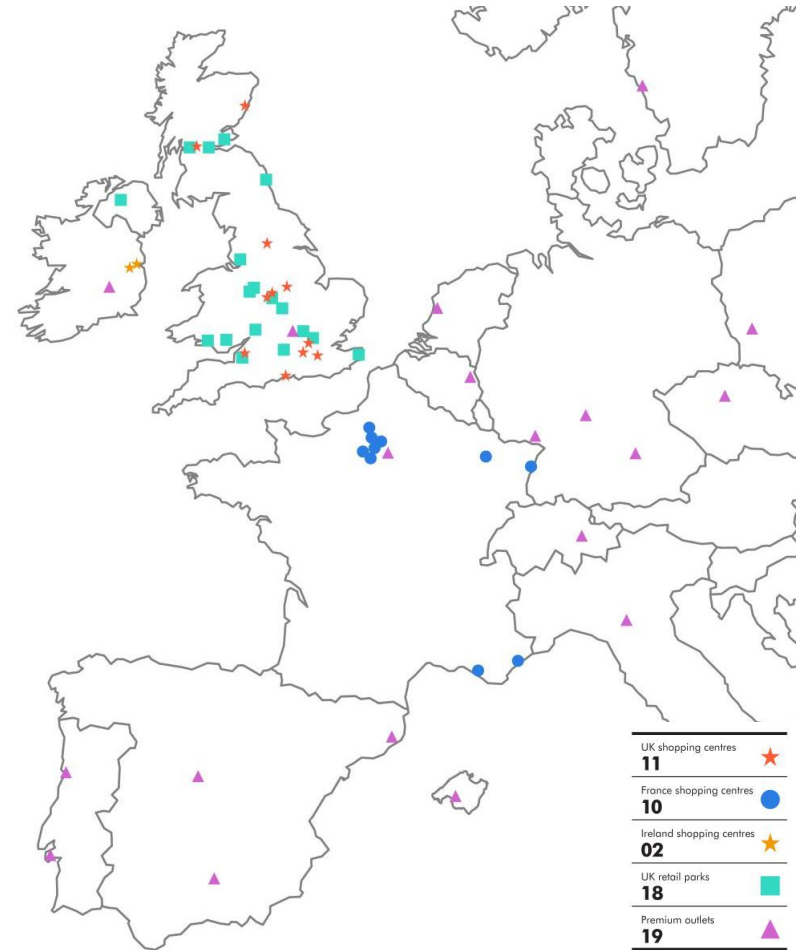 UK shopping centres
11
France shopping centres
10
Ireland shopping centres
02
UK retail parks
18
Premium outlets
19